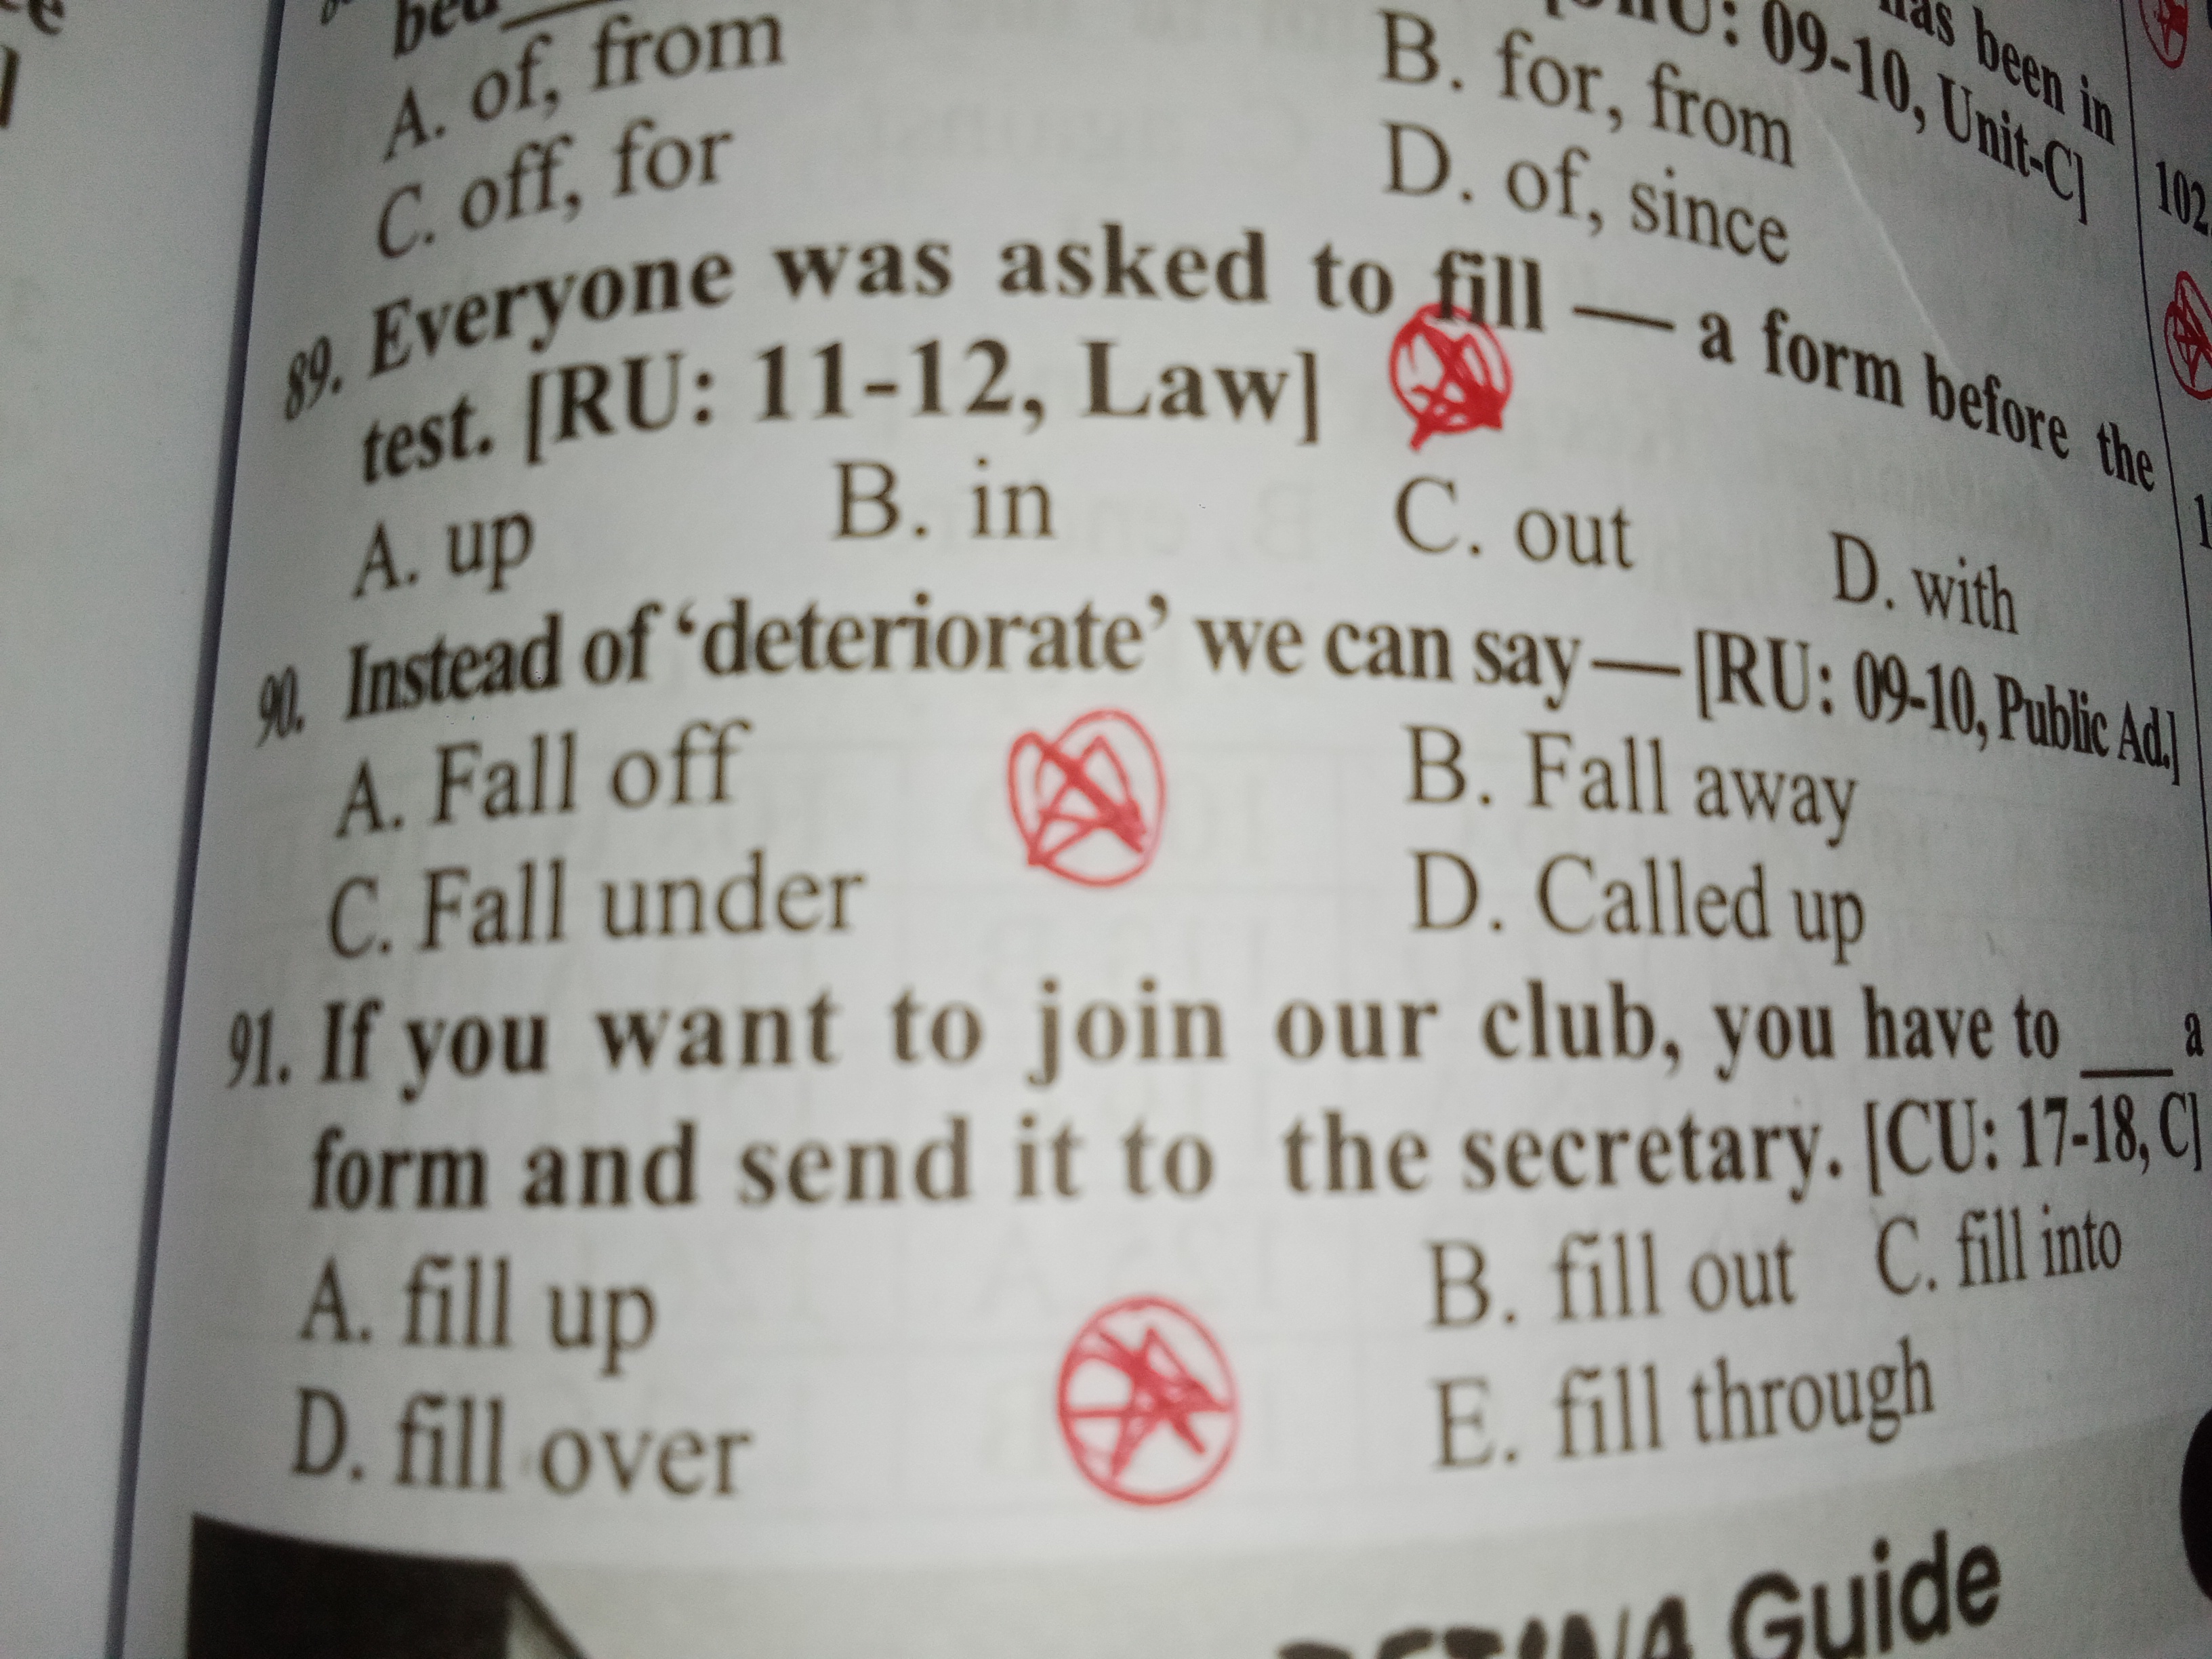 been in
09-10, Unit-C]
A. of, from
B. for, from
C. off, for
D. of, since
102
89. Everyone was asked to fill — a form before the
test. [RU: 11-12, Law]
A. up B. in C. out D. with
90. Instead of ‘deteriorate’ we can say—[RU: 09-10, Public Ad.]
A. Fall off B. Fall away
C. Fall under D. Called up
91. If you want to join our club, you have to ____ a
form and send it to the secretary. [CU: 17-18, C]
A. fill up B. fill out C. fill into
D. fill over E. fill through
Guide